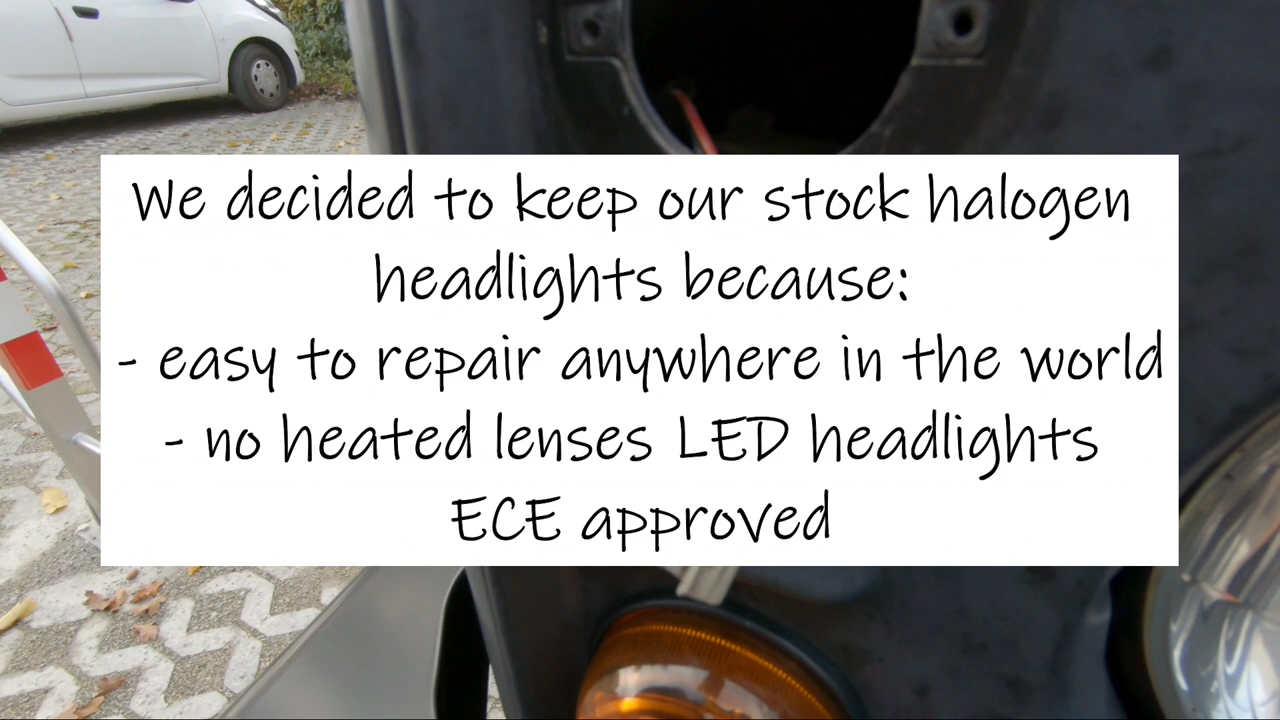 We decided to keep our stock halogen
headlights because:
- easy to repair anywhere in the world
- no heated lenses LED headlights
ECE approved